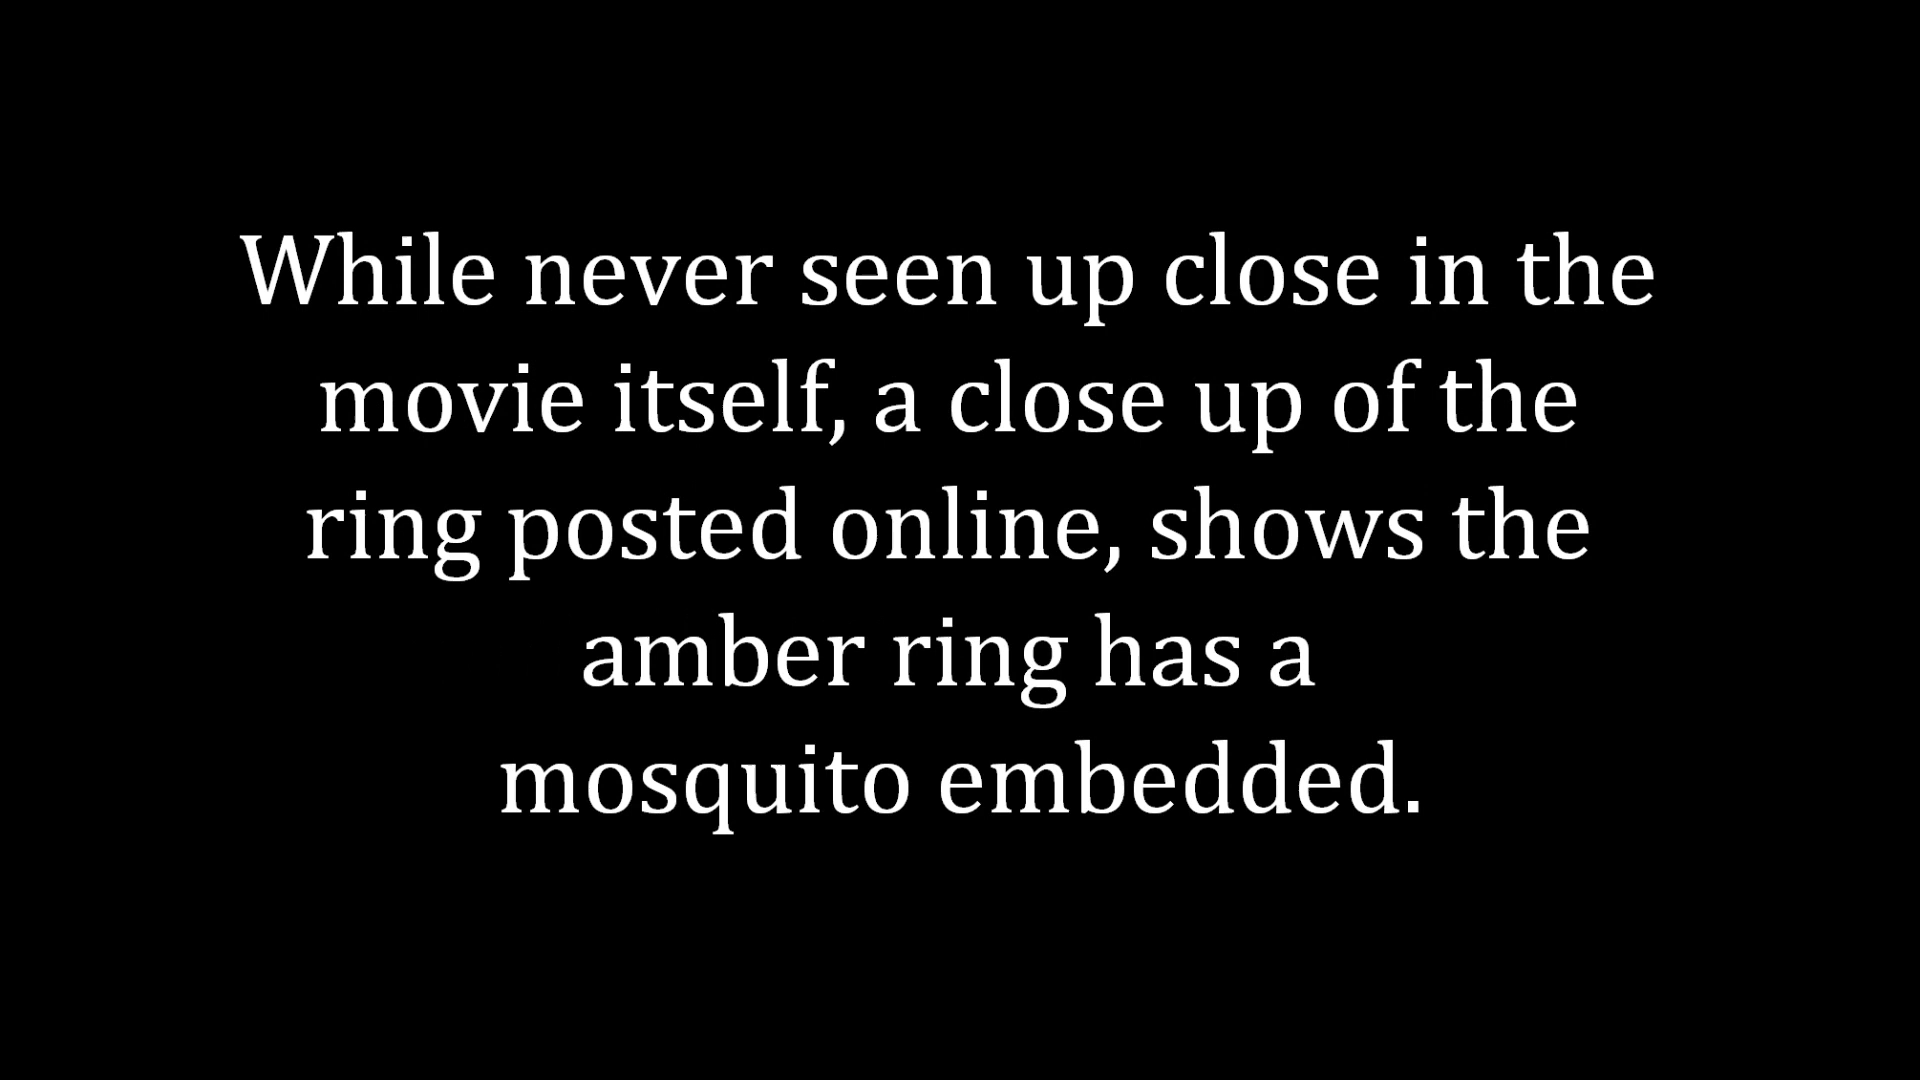 While never seen up close in the
movie itself, a close up of the
ring posted online, shows the
amber ring has a
mosquito embedded.